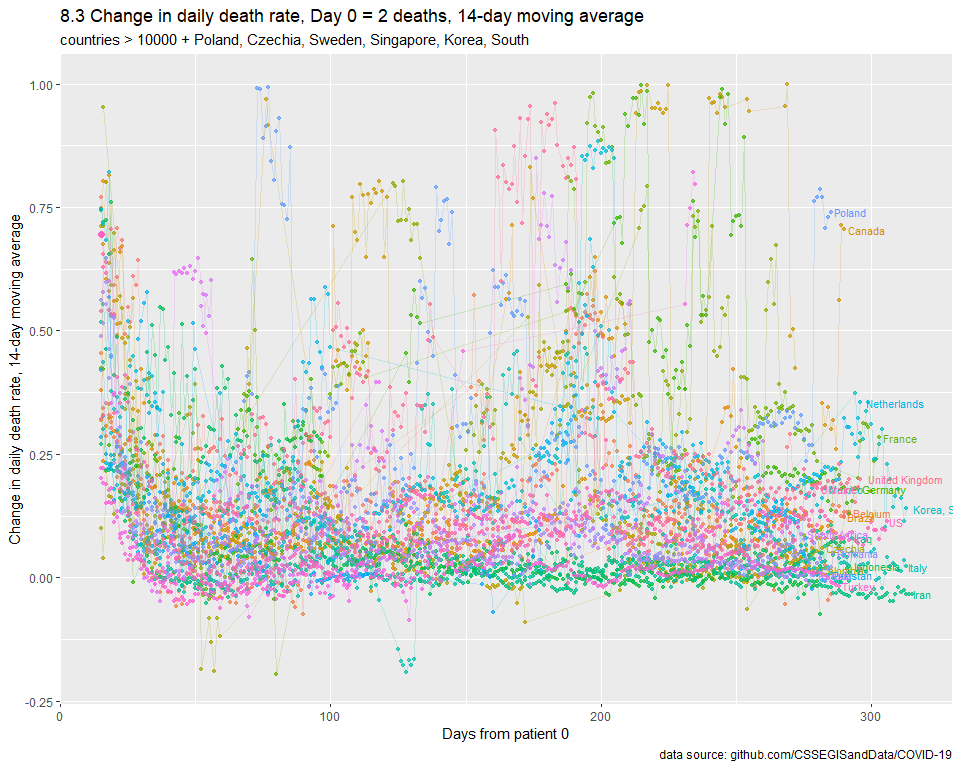 8.3 Change in daily death rate, Day 0 = 2 deaths, 14-day moving average
countries > 10000 + Poland, Czechia, Sweden, Singapore, Korea, South
1.00
0.75
0.50
0.25
0.00
-0.25
Change in daily death rate, 14-day moving average
Poland
Canada
Netherlands
France
United Kingdom
Germany
Korea, S
Belgium
Brazil
US
Czechia
Indonesia
Italy
Turkey
Iran
0
100
200
300
Days from patient 0
data source: github.com/CSSEGISandData/COVID-19